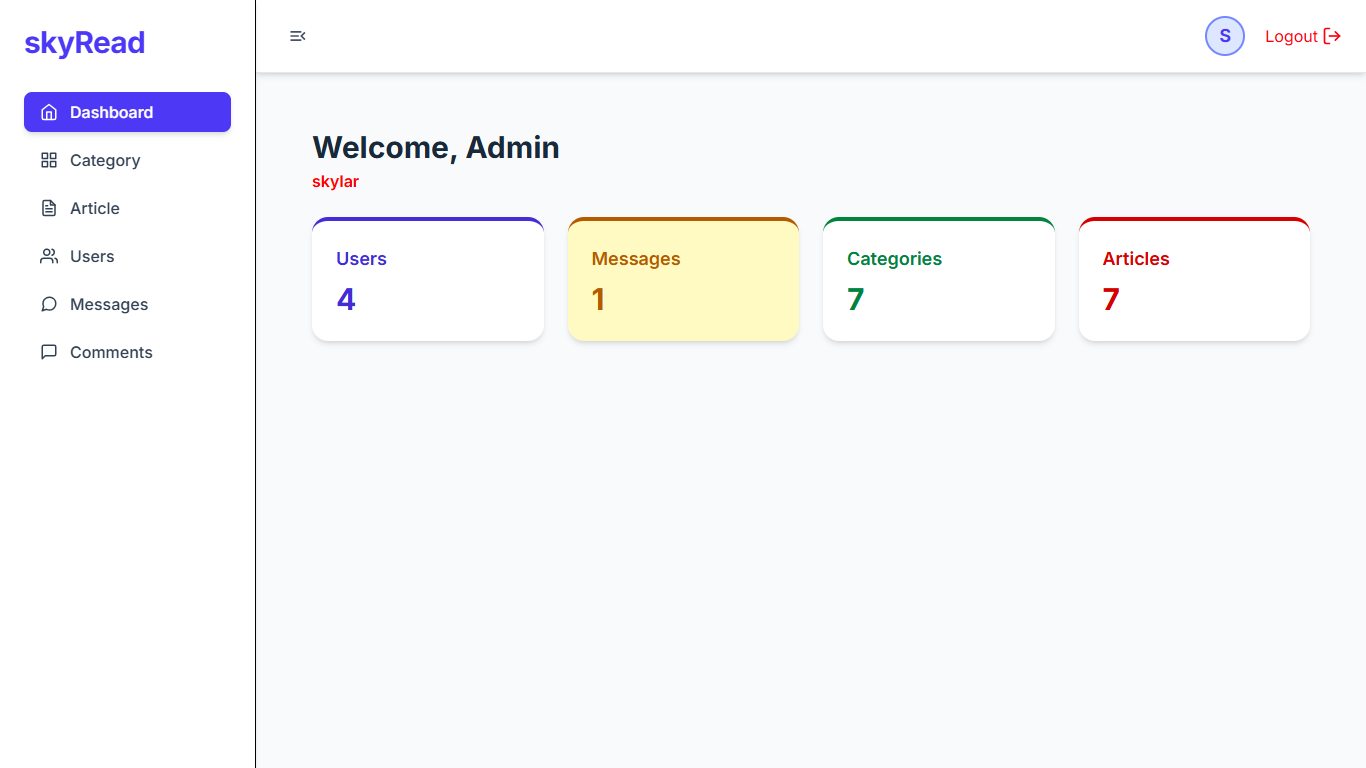 skyRead
Dashboard
Category
Article
Users
Messages
Comments
S
Logout
Welcome, Admin
skylar
Users
4
Messages
1
Categories
7
Articles
7